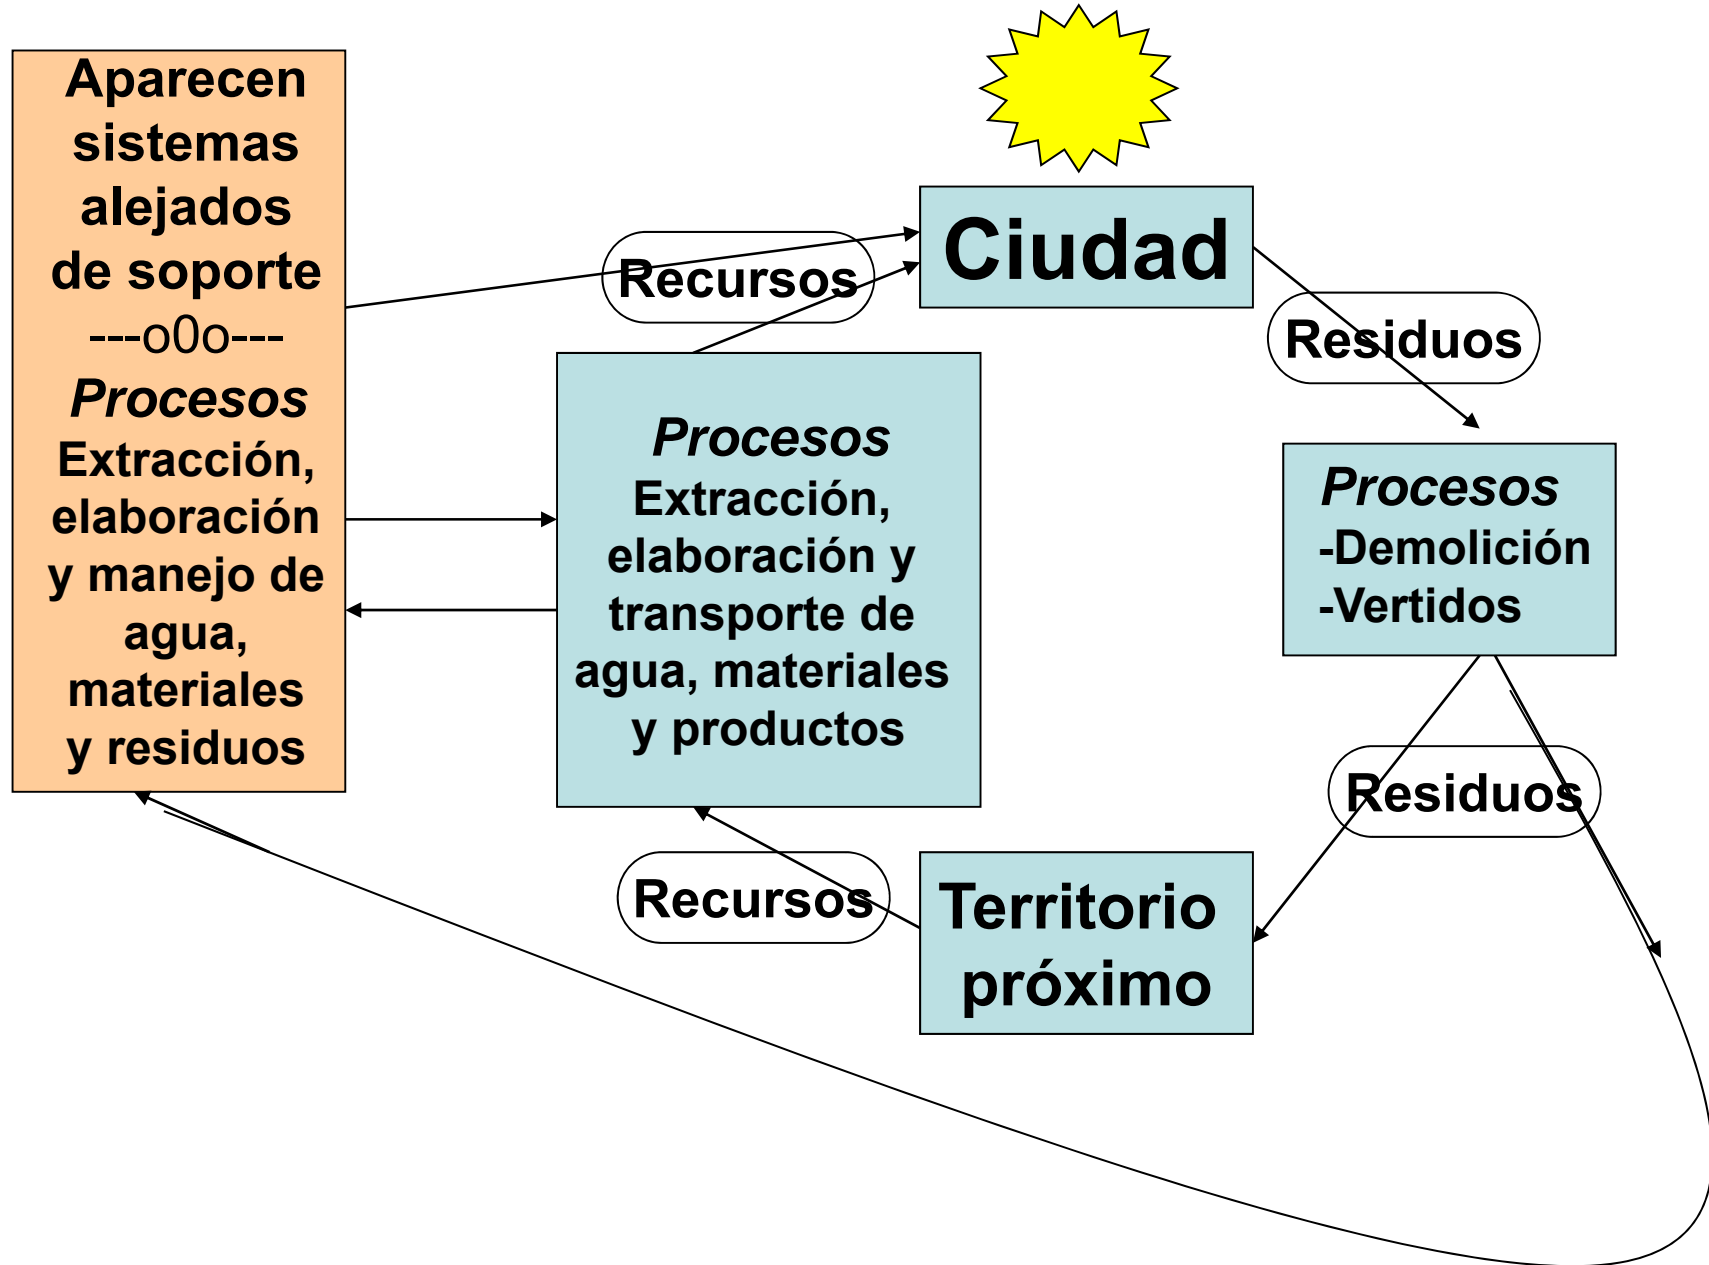 Aparecen
sistemas
alejados
de soporte
---o0o---
Procesos
Extracción,
elaboración
y manejo de
agua,
materiales
y residuos
Recursos
Ciudad
Residuos
Procesos
Extracción,
elaboración y
transporte de
agua, materiales
y productos
Procesos
-Demolición
-Vertidos
Residuos
Recursos
Territorio
próximo